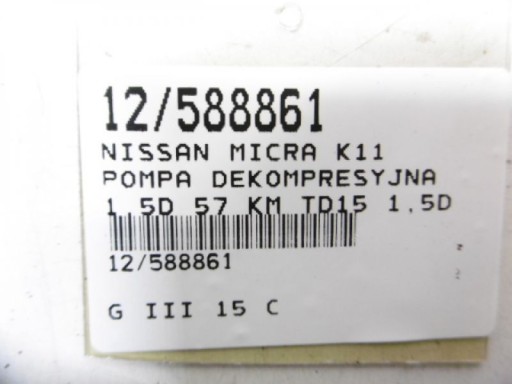 12/588861
NISSAN MICRA K11
POMPA DEKOMPRESYJNA
1.5D 57 KM TD15 1.5D
12/588861
G III 15 C